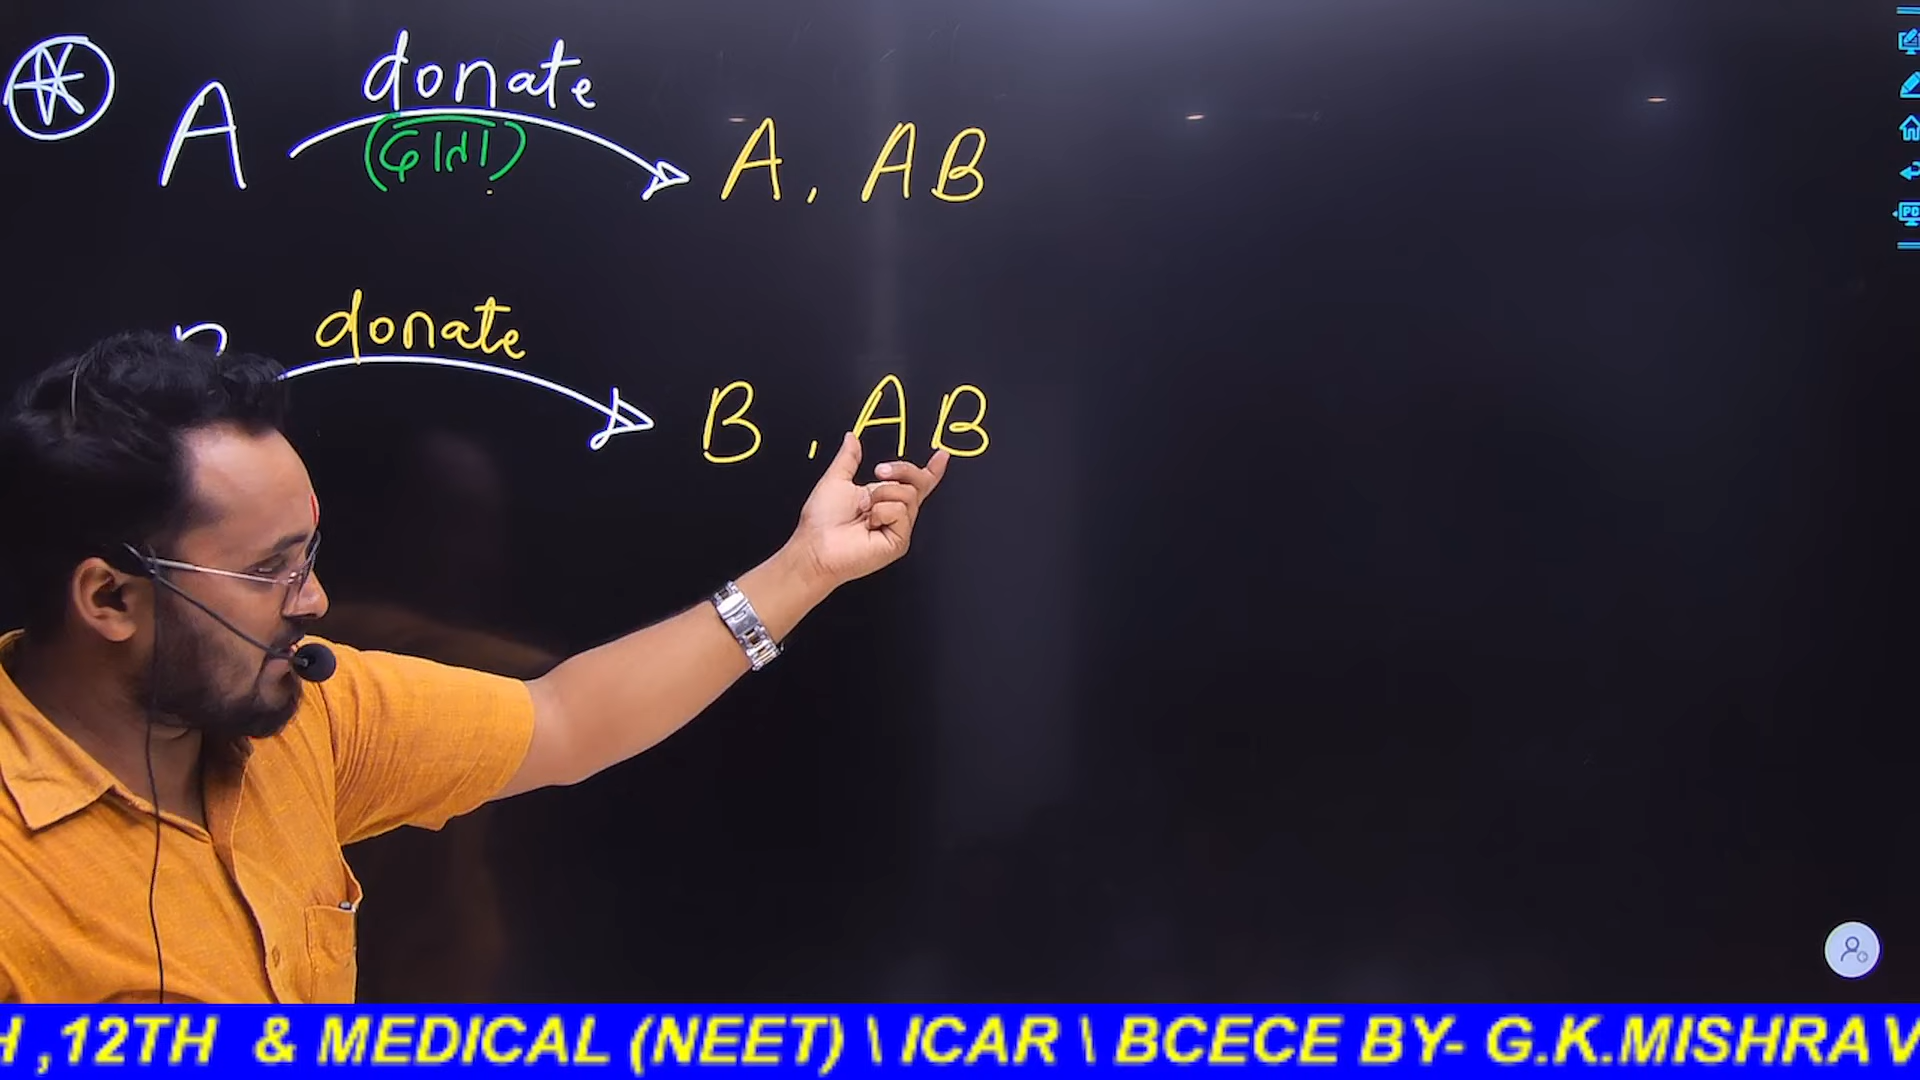 A donate A, AB
(दाता)
donate B, AB
,12TH & MEDICAL (NEET) \ ICAR \ BCECE BY- G.K.MISHRA